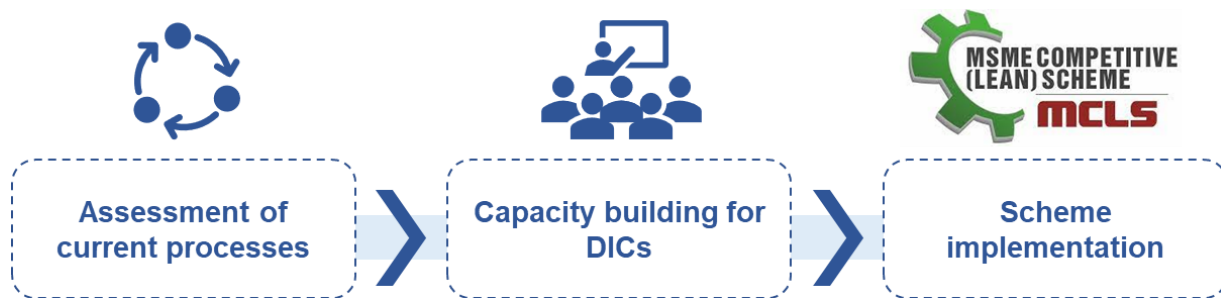 MSME COMPETITIVE
(LEAN) SCHEME
MCLS
Assessment of
current processes
Capacity building for
DICs
Scheme
implementation